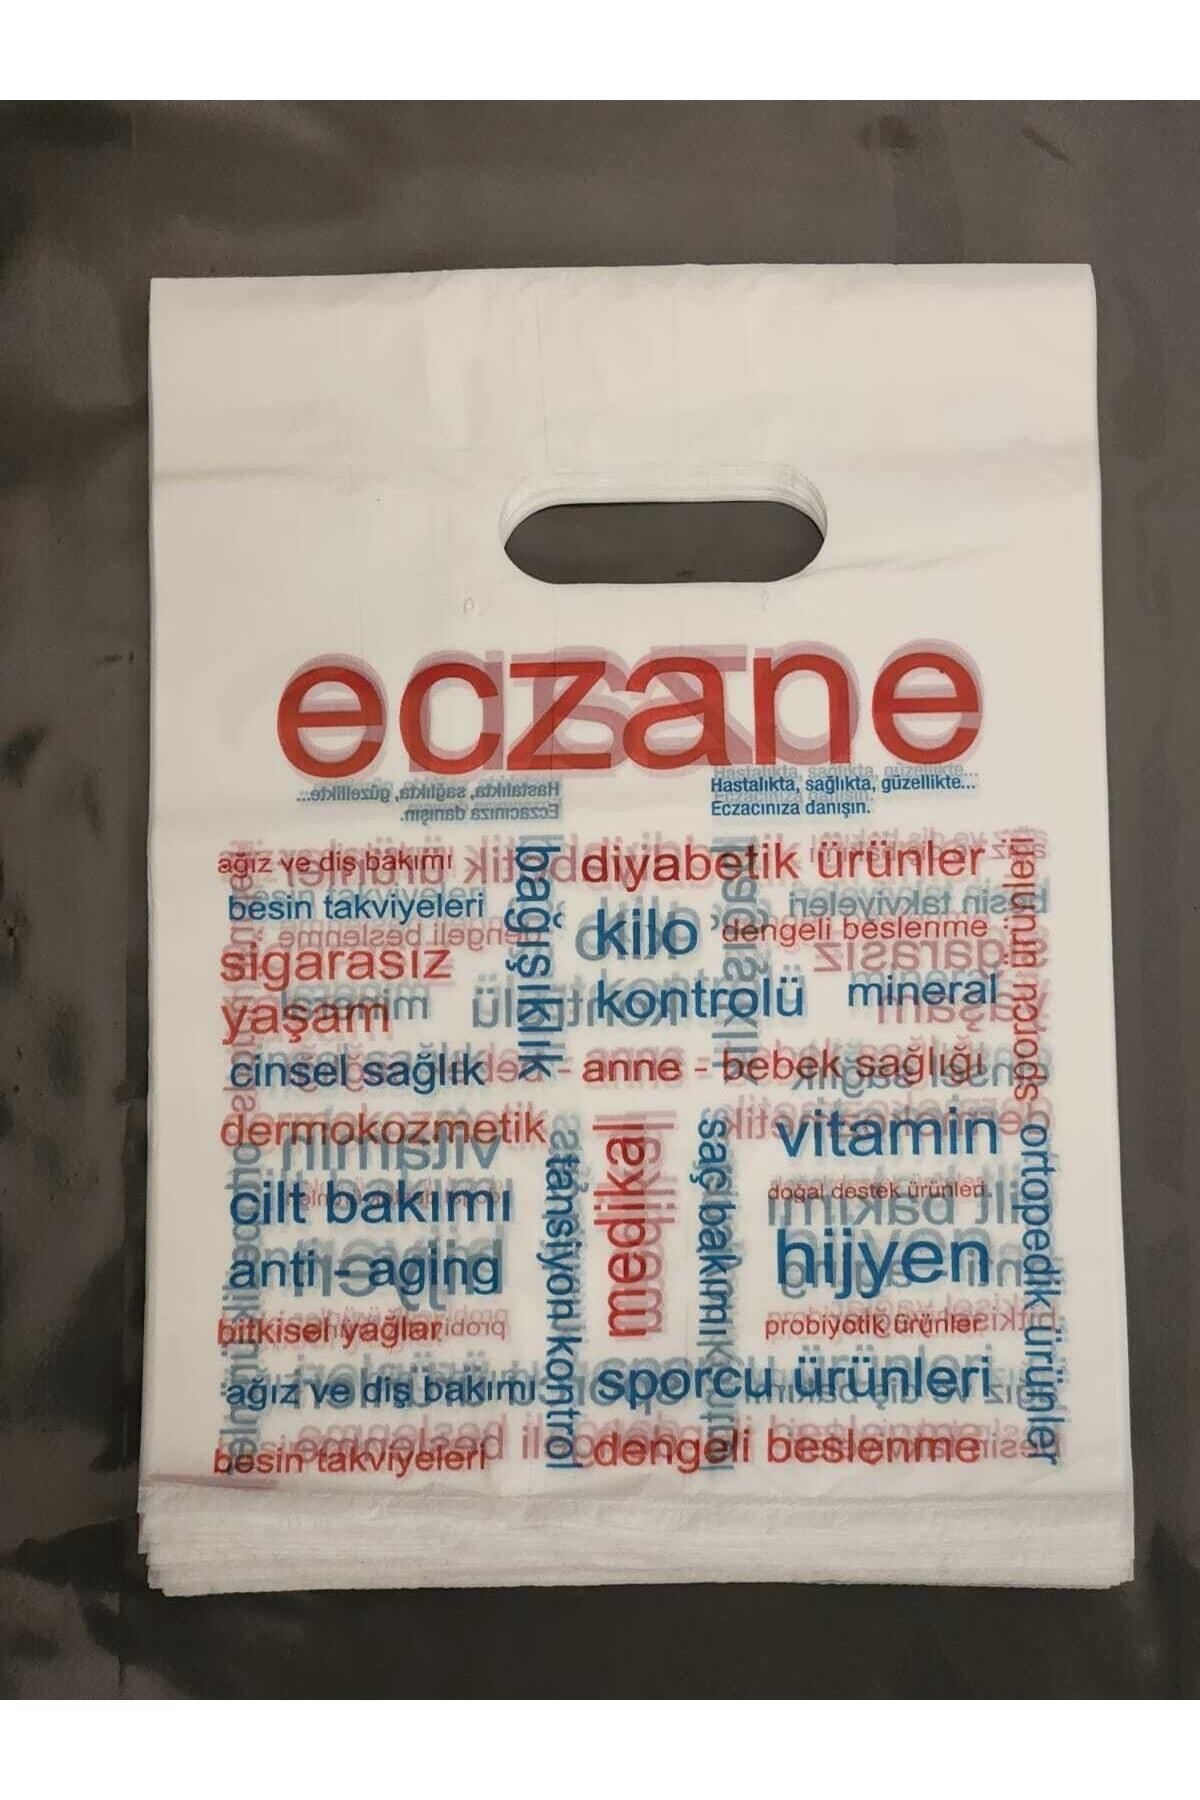 eczane
Hastalıkta, sağlıkta, güzellikte...
Eczacınıza danışın.
ağız ve diş bakımı
besin takviyeleri
sigarasız
yaşam
cinsel sağlık
bağışıklık
diyabetik ürünler
kilo
kontrolü
dengeli beslenme
mineral
anne - bebek sağlığı
sporcu ürünleri
dermokozmetik
cilt bakımı
anti - aging
bitkisel yağlar
ağız ve diş bakımı
besin takviyeleri
tansiyon kontrol
medikal
saç bakımı
vitamin
doğal destek ürünleri
hijyen
probiyotik ürünler
sporcu ürünleri
dengeli beslenme
ortopedik ürünler